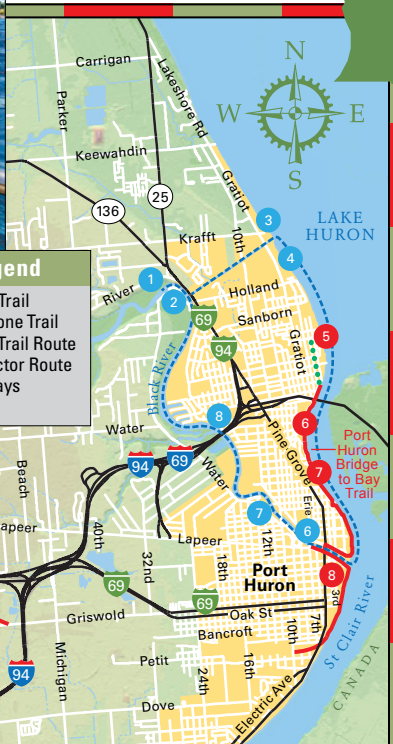 Carrigan
Lakeshore Rd
Parker
Keewahdin
25
136
Gratiot
N
W
E
S
3
LAKE
HURON
Krafft
10th
4
gend
Trail
one Trail
Trail Route
ctor Route
ays
River
1
2
Holland
Sanborn
69
94
Gratiot
5
Black River
8
Water
Pine Grove
6
Port
Huron
Bridge
to Bay
Trail
7
94
69
Water
Beach
Erie
7
6
apeer
40th
32nd
Lapeer
18th
12th
Port
Huron
8
3rd
69
69
Griswold
Oak St
Bancroft
7th
10th
St Clair River
CANADA
94
Michigan
Petit
24th
16th
Dove
Electric Ave